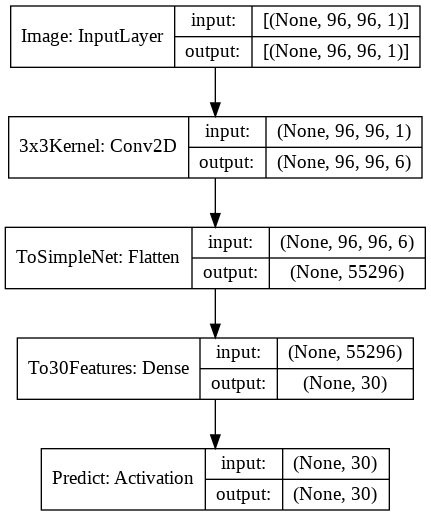 Image: InputLayer
input:
[(None, 96, 96, 1)]
output:
[(None, 96, 96, 1)]
3x3Kernel: Conv2D
input:
(None, 96, 96, 1)
output:
(None, 96, 96, 6)
ToSimpleNet: Flatten
input:
(None, 96, 96, 6)
output:
(None, 55296)
To30Features: Dense
input:
(None, 55296)
output:
(None, 30)
Predict: Activation
input:
(None, 30)
output:
(None, 30)